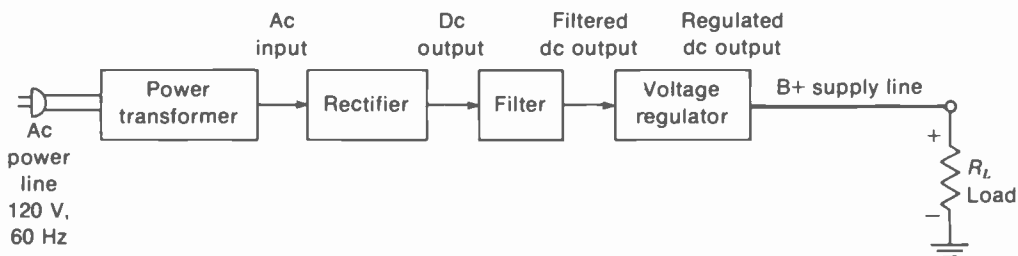 Ac
input
Dc
output
Filtered
dc output
Regulated
dc output
Power
transformer
Rectifier
Filter
Voltage
regulator
B+ supply line
Ac
power
line
120 V,
60 Hz
+
R_L
Load
−